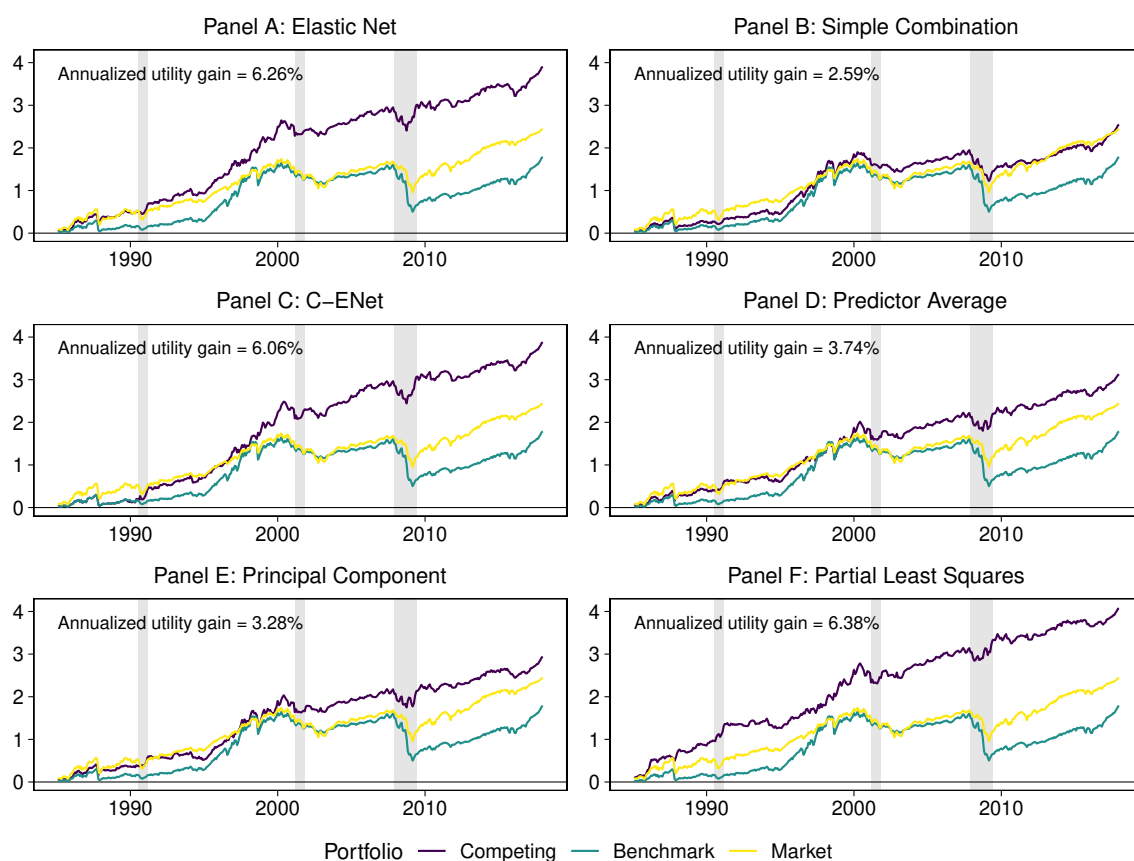 Panel A: Elastic Net
Panel B: Simple Combination
Annualized utility gain = 6.26%
Annualized utility gain = 2.59%
4
3
2
1
0
4
3
2
1
0
1990 2000 2010
1990 2000 2010
Panel C: C−ENet
Panel D: Predictor Average
Annualized utility gain = 6.06%
Annualized utility gain = 3.74%
4
3
2
1
0
4
3
2
1
0
1990 2000 2010
1990 2000 2010
Panel E: Principal Component
Panel F: Partial Least Squares
Annualized utility gain = 3.28%
Annualized utility gain = 6.38%
4
3
2
1
0
4
3
2
1
0
1990 2000 2010
1990 2000 2010
Portfolio Competing Benchmark Market